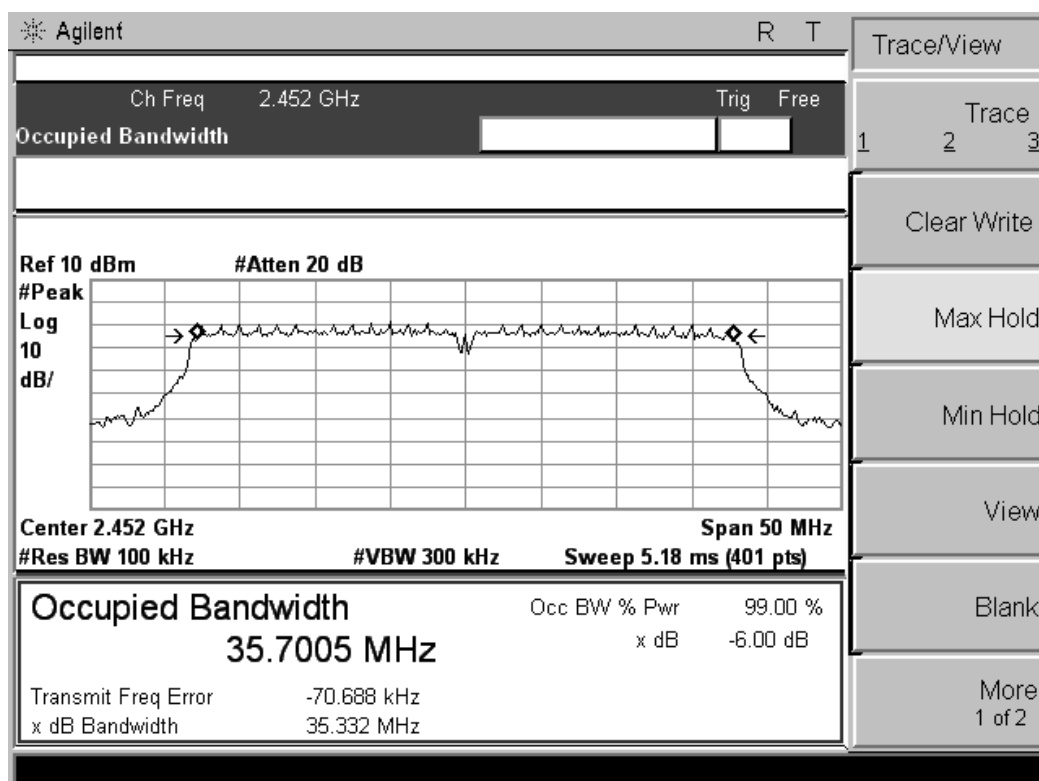 Agilent R T
Trace/View
Ch Freq 2.452 GHz Trig Free
Occupied Bandwidth
Trace
1 2 3
Clear Write
Ref 10 dBm #Atten 20 dB
#Peak
Log
10
dB/
Max Hold
Min Hold
View
Center 2.452 GHz Span 50 MHz
#Res BW 100 kHz #VBW 300 kHz Sweep 5.18 ms (401 pts)
Occupied Bandwidth
35.7005 MHz
Occ BW % Pwr 99.00 %
x dB -6.00 dB
Transmit Freq Error -70.688 kHz
x dB Bandwidth 35.332 MHz
Blank
More
1 of 2